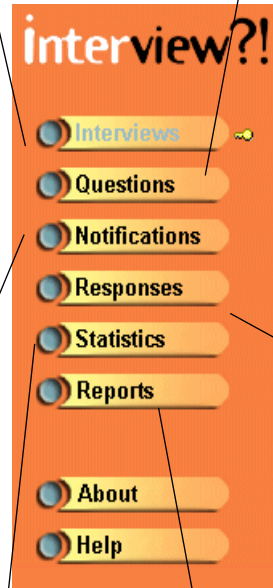 interview?!
Interviews
Questions
Notifications
Responses
Statistics
Reports
About
Help